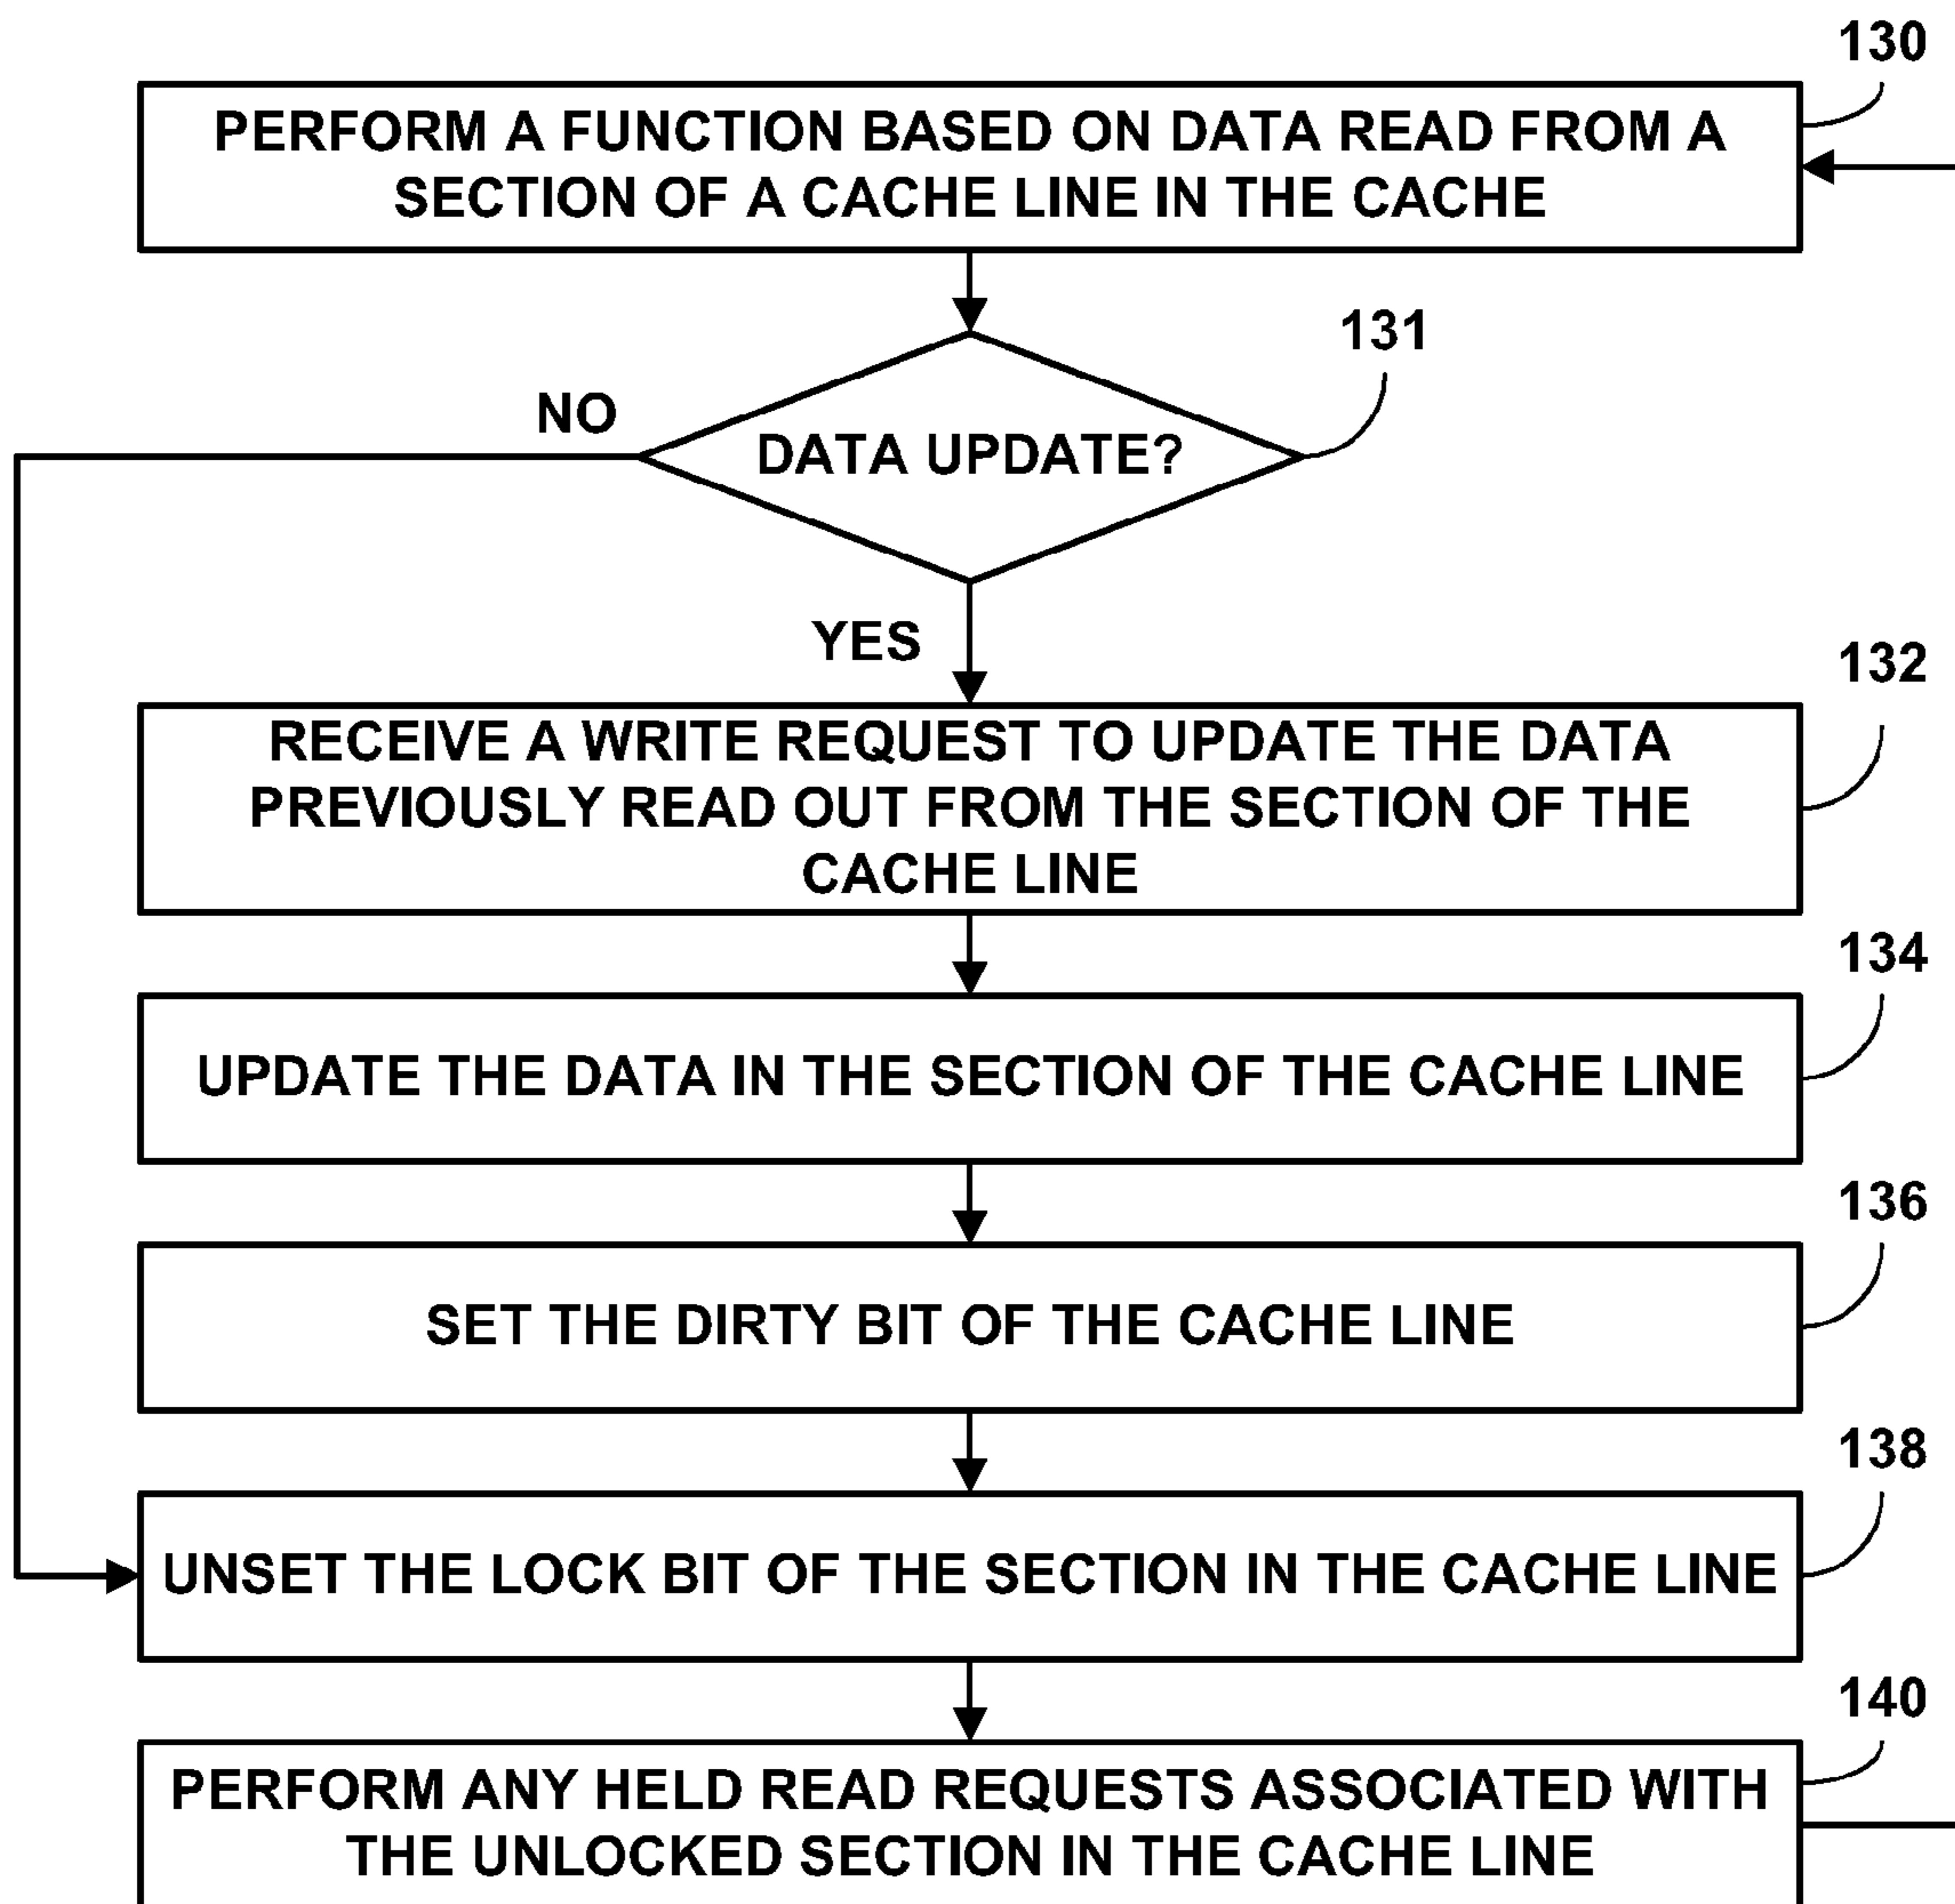 130
PERFORM A FUNCTION BASED ON DATA READ FROM A
SECTION OF A CACHE LINE IN THE CACHE
131
NO
DATA UPDATE?
YES
132
RECEIVE A WRITE REQUEST TO UPDATE THE DATA
PREVIOUSLY READ OUT FROM THE SECTION OF THE
CACHE LINE
134
UPDATE THE DATA IN THE SECTION OF THE CACHE LINE
136
SET THE DIRTY BIT OF THE CACHE LINE
138
UNSET THE LOCK BIT OF THE SECTION IN THE CACHE LINE
140
PERFORM ANY HELD READ REQUESTS ASSOCIATED WITH
THE UNLOCKED SECTION IN THE CACHE LINE